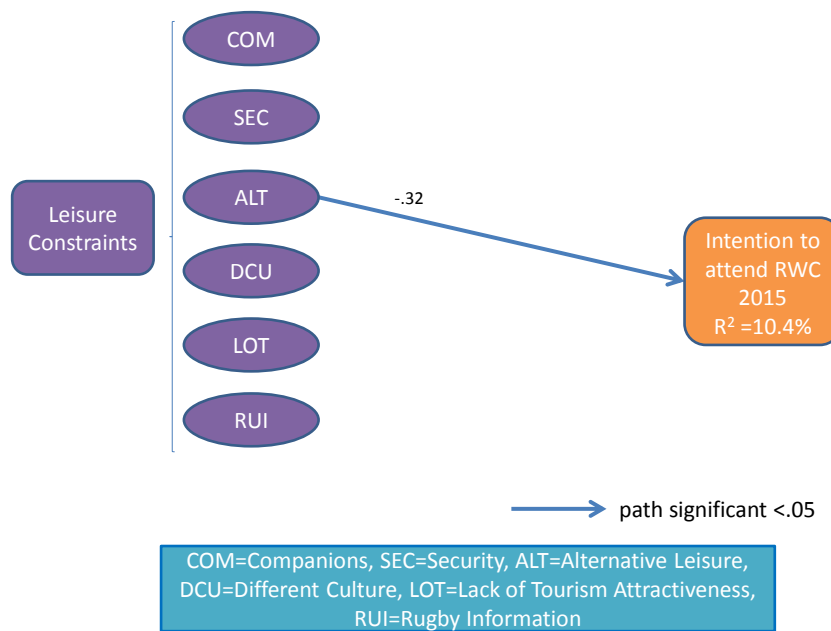 COM
SEC
ALT
-.32
Leisure
Constraints
Intention to
attend RWC
2015
R² =10.4%
DCU
LOT
RUI
path significant <.05
COM=Companions, SEC=Security, ALT=Alternative Leisure,
DCU=Different Culture, LOT=Lack of Tourism Attractiveness,
RUI=Rugby Information